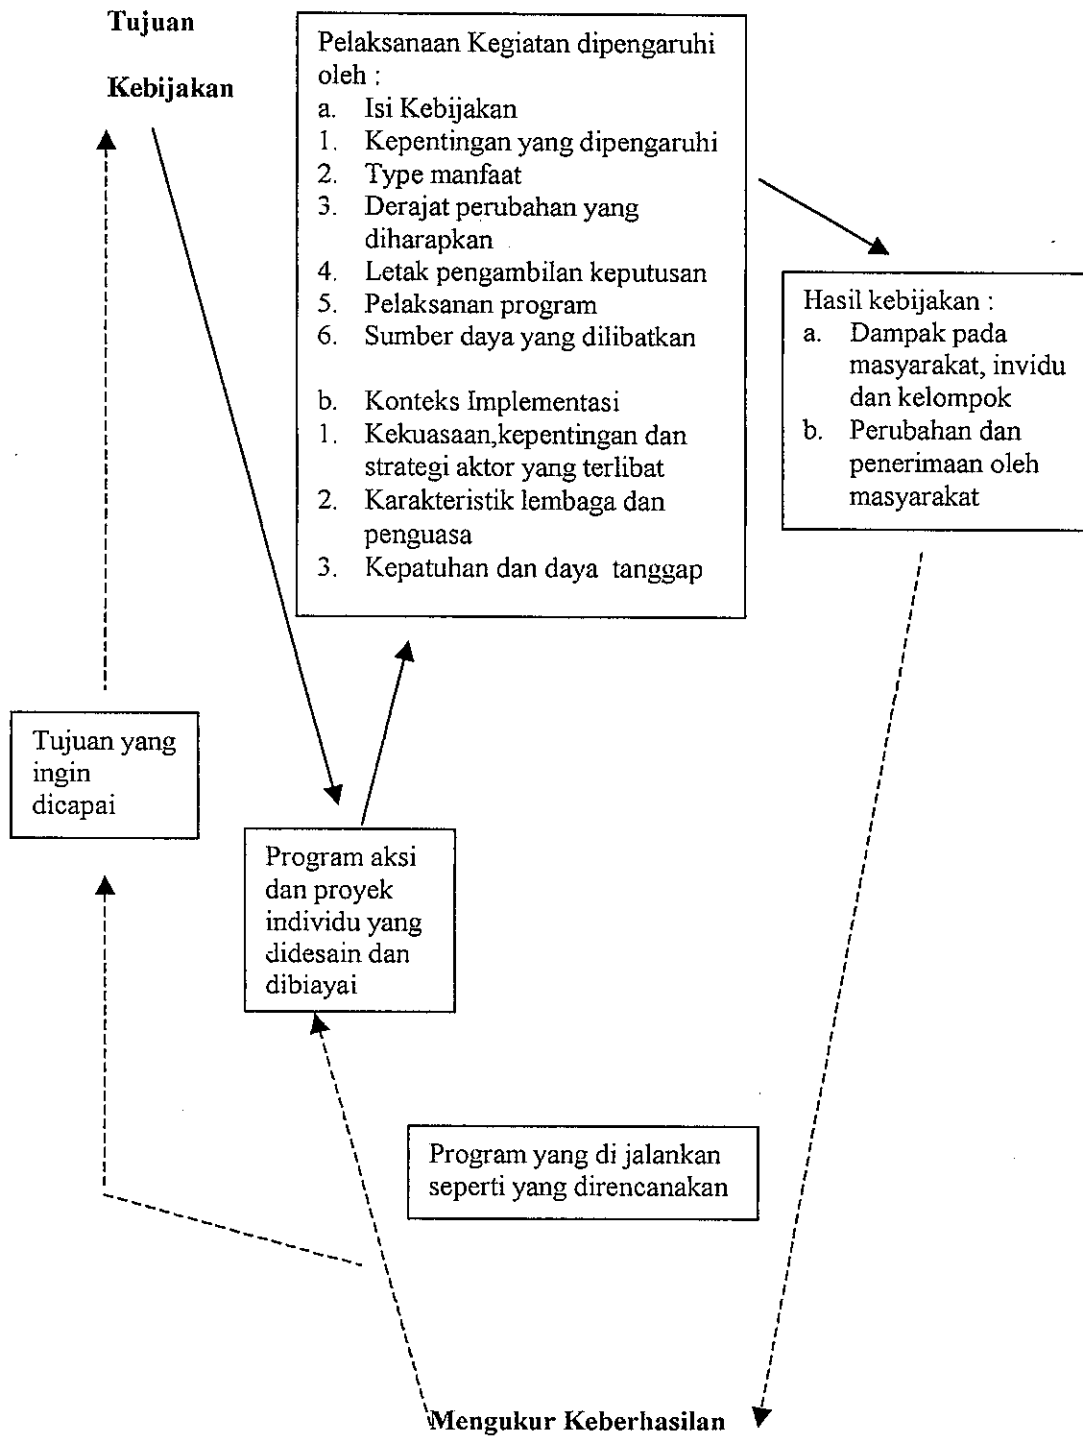 Tujuan
Kebijakan
Pelaksanaan Kegiatan dipengaruhi
oleh :
a. Isi Kebijakan
1. Kepentingan yang dipengaruhi
2. Type manfaat
3. Derajat perubahan yang
diharapkan
4. Letak pengambilan keputusan
5. Pelaksanan program
6. Sumber daya yang dilibatkan
b. Konteks Implementasi
1. Kekuasaan,kepentingan dan
strategi aktor yang terlibat
2. Karakteristik lembaga dan
penguasa
3. Kepatuhan dan daya tanggap
Hasil kebijakan :
a. Dampak pada
masyarakat, invidu
dan kelompok
b. Perubahan dan
penerimaan oleh
masyarakat
Tujuan yang
ingin
dicapai
Program aksi
dan proyek
individu yang
didesain dan
dibiayai
Program yang di jalankan
seperti yang direncanakan
Mengukur Keberhasilan